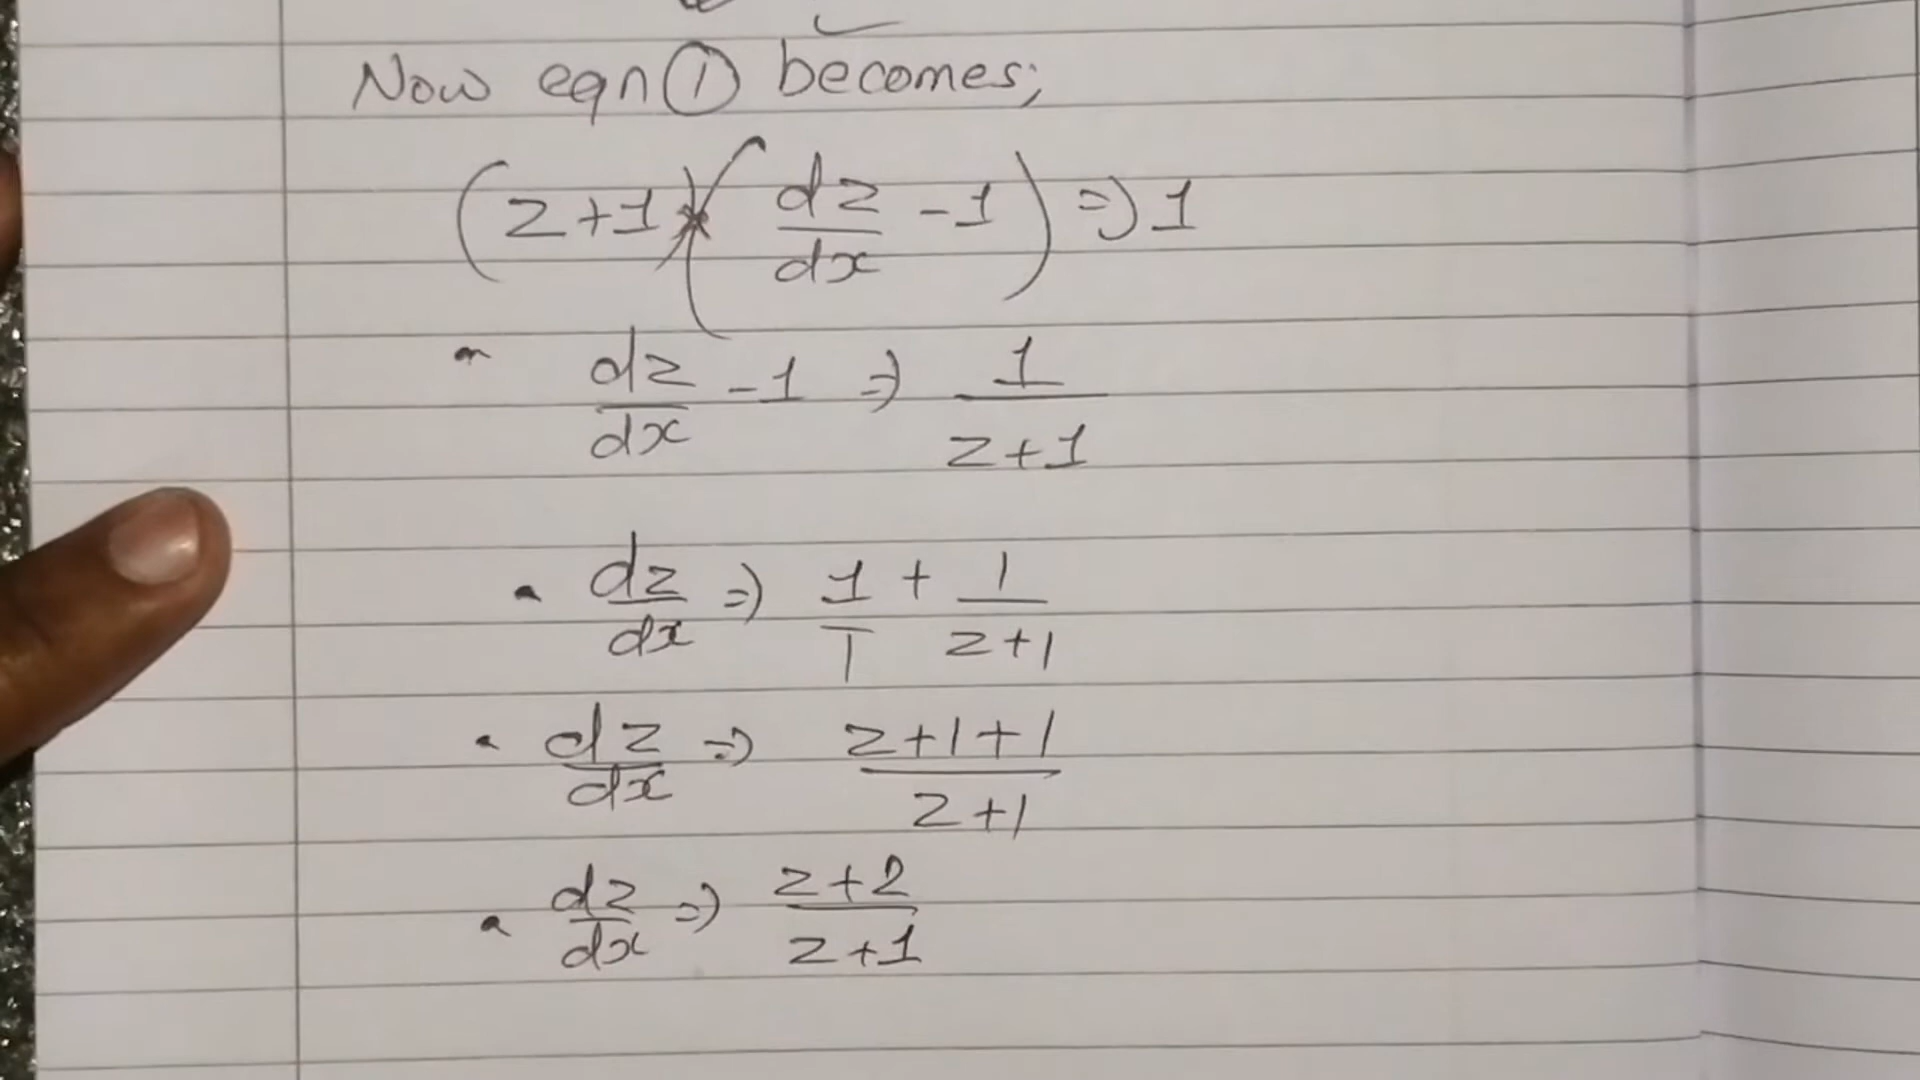 Now eqn ① becomes;
(z+1)(dz/dx - 1) => 1
dz/dx - 1 => 1/(z+1)
dz/dx => 1/1 + 1/(z+1)
dz/dx => (z+1+1)/(z+1)
dz/dx => (z+2)/(z+1)